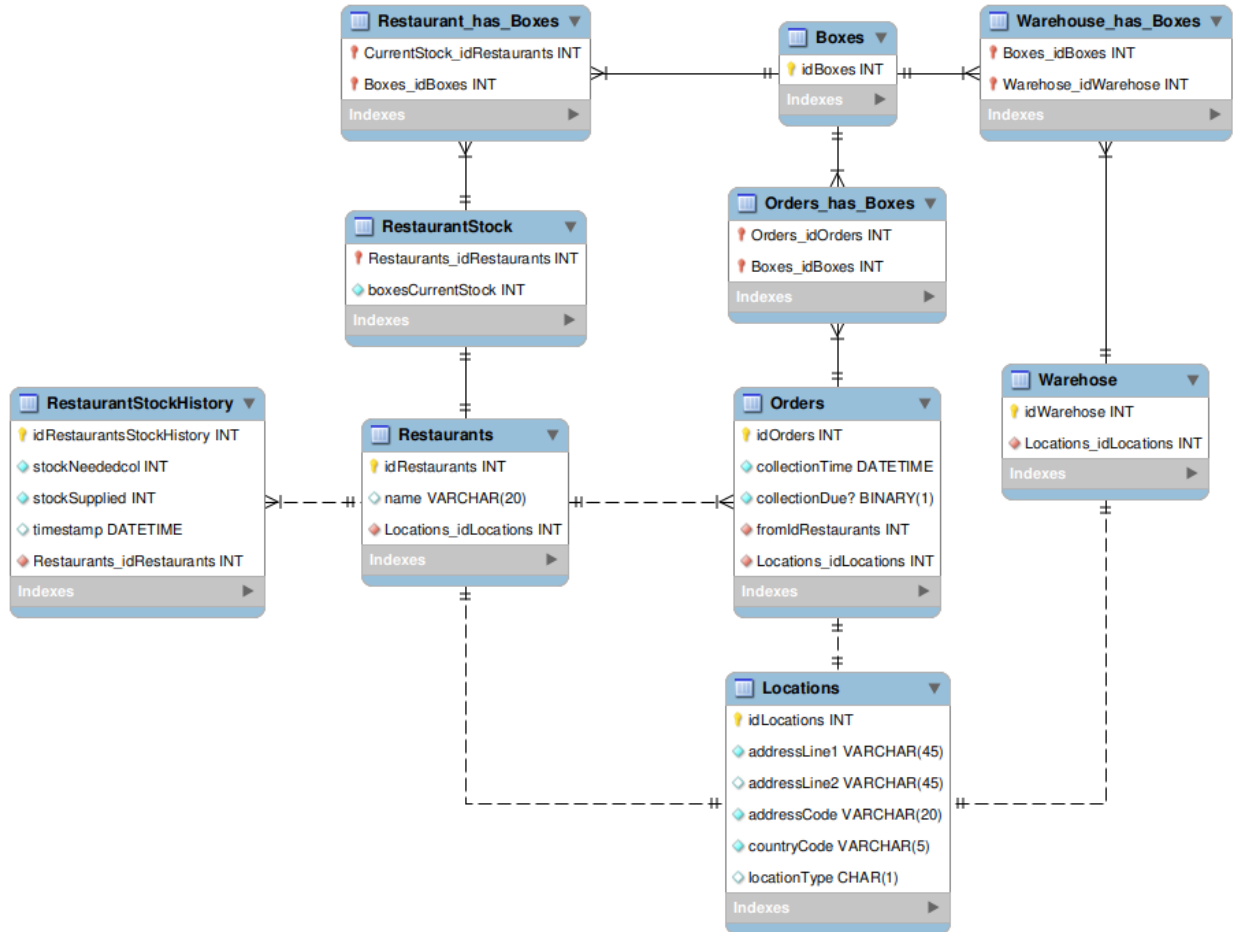 Restaurant_has_Boxes
CurrentStock_idRestaurants INT
Boxes_idBoxes INT
Indexes
Boxes
idBoxes INT
Indexes
Warehouse_has_Boxes
Boxes_idBoxes INT
Warehose_idWarehose INT
Indexes
RestaurantStock
Restaurants_idRestaurants INT
boxesCurrentStock INT
Indexes
Orders_has_Boxes
Orders_idOrders INT
Boxes_idBoxes INT
Indexes
RestaurantStockHistory
idRestaurantsStockHistory INT
stockNeededcol INT
stockSupplied INT
timestamp DATETIME
Restaurants_idRestaurants INT
Indexes
Restaurants
idRestaurants INT
name VARCHAR(20)
Locations_idLocations INT
Indexes
Orders
idOrders INT
collectionTime DATETIME
collectionDue? BINARY(1)
fromIdRestaurants INT
Locations_idLocations INT
Indexes
Warehose
idWarehose INT
Locations_idLocations INT
Indexes
Locations
idLocations INT
addressLine1 VARCHAR(45)
addressLine2 VARCHAR(45)
addressCode VARCHAR(20)
countryCode VARCHAR(5)
locationType CHAR(1)
Indexes